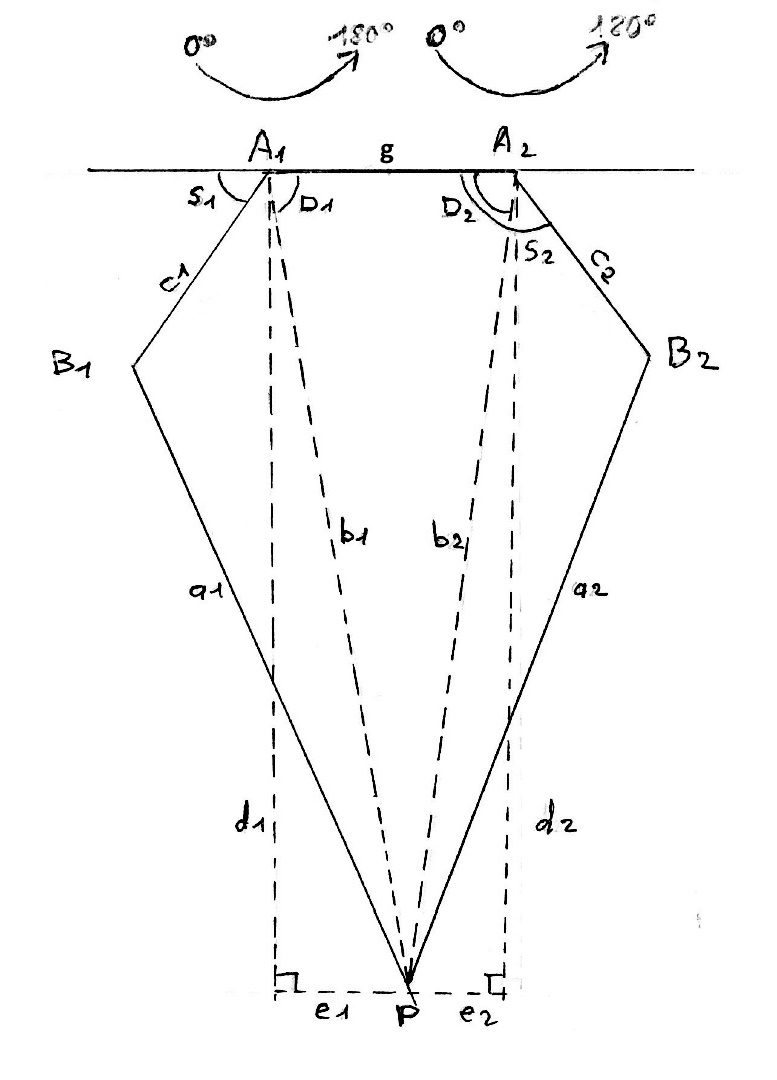 0° 180° 0° 180°
A1 g A2
S1 D1 D2 S2
c1 c2
B1 B2
b1 b2
a1 a2
d1 d2
e1 P e2